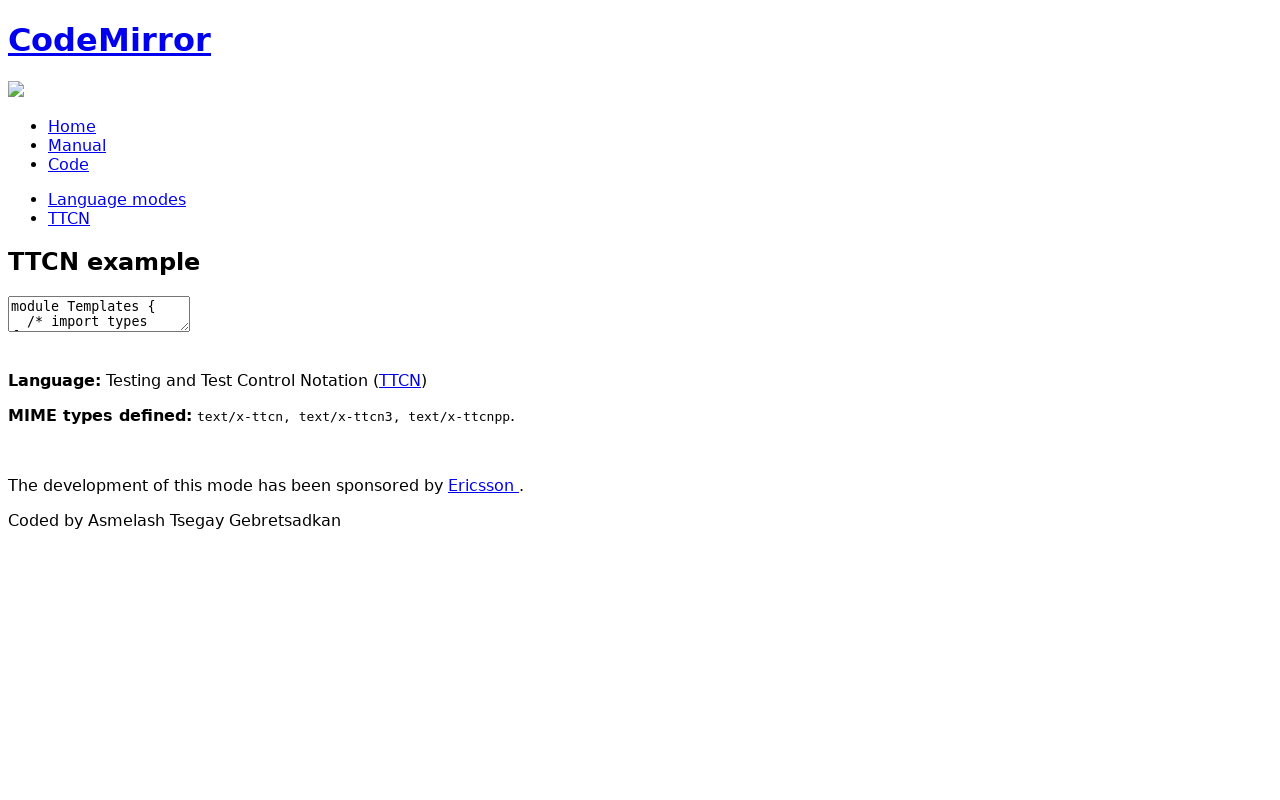 CodeMirror
Home
Manual
Code
Language modes
TTCN
TTCN example
module Templates {
/* import types
Language: Testing and Test Control Notation (TTCN)
MIME types defined: text/x-ttcn, text/x-ttcn3, text/x-ttcnpp.
The development of this mode has been sponsored by Ericsson .
Coded by Asmelash Tsegay Gebretsadkan